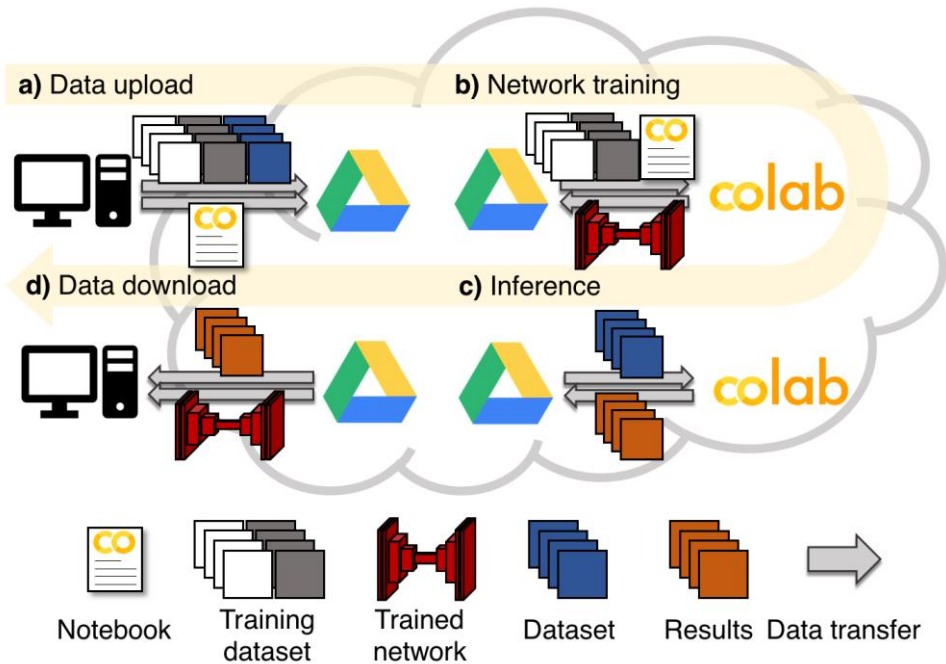 a) Data upload
b) Network training
CO
CO
colab
d) Data download
c) Inference
colab
CO
Notebook
Training
dataset
Trained
network
Dataset
Results
Data transfer